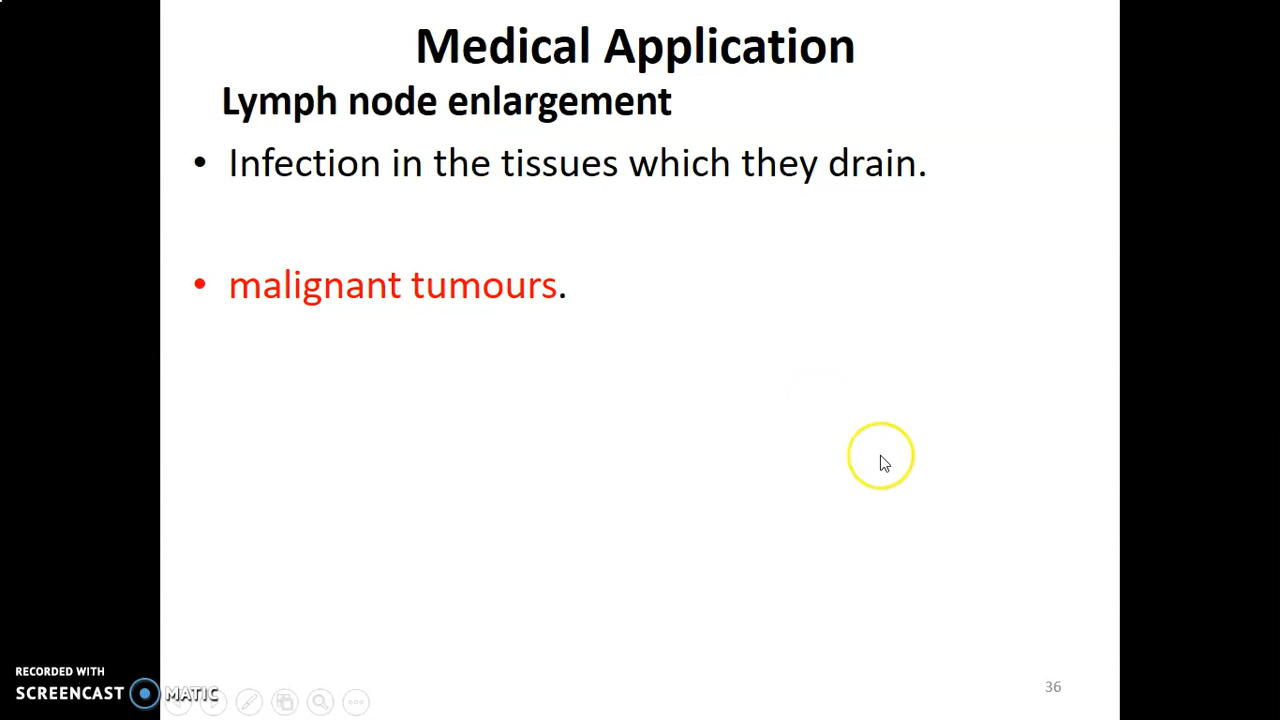 Medical Application
Lymph node enlargement
• Infection in the tissues which they drain.
• malignant tumours.
RECORDED WITH
SCREENCAST MATIC
36